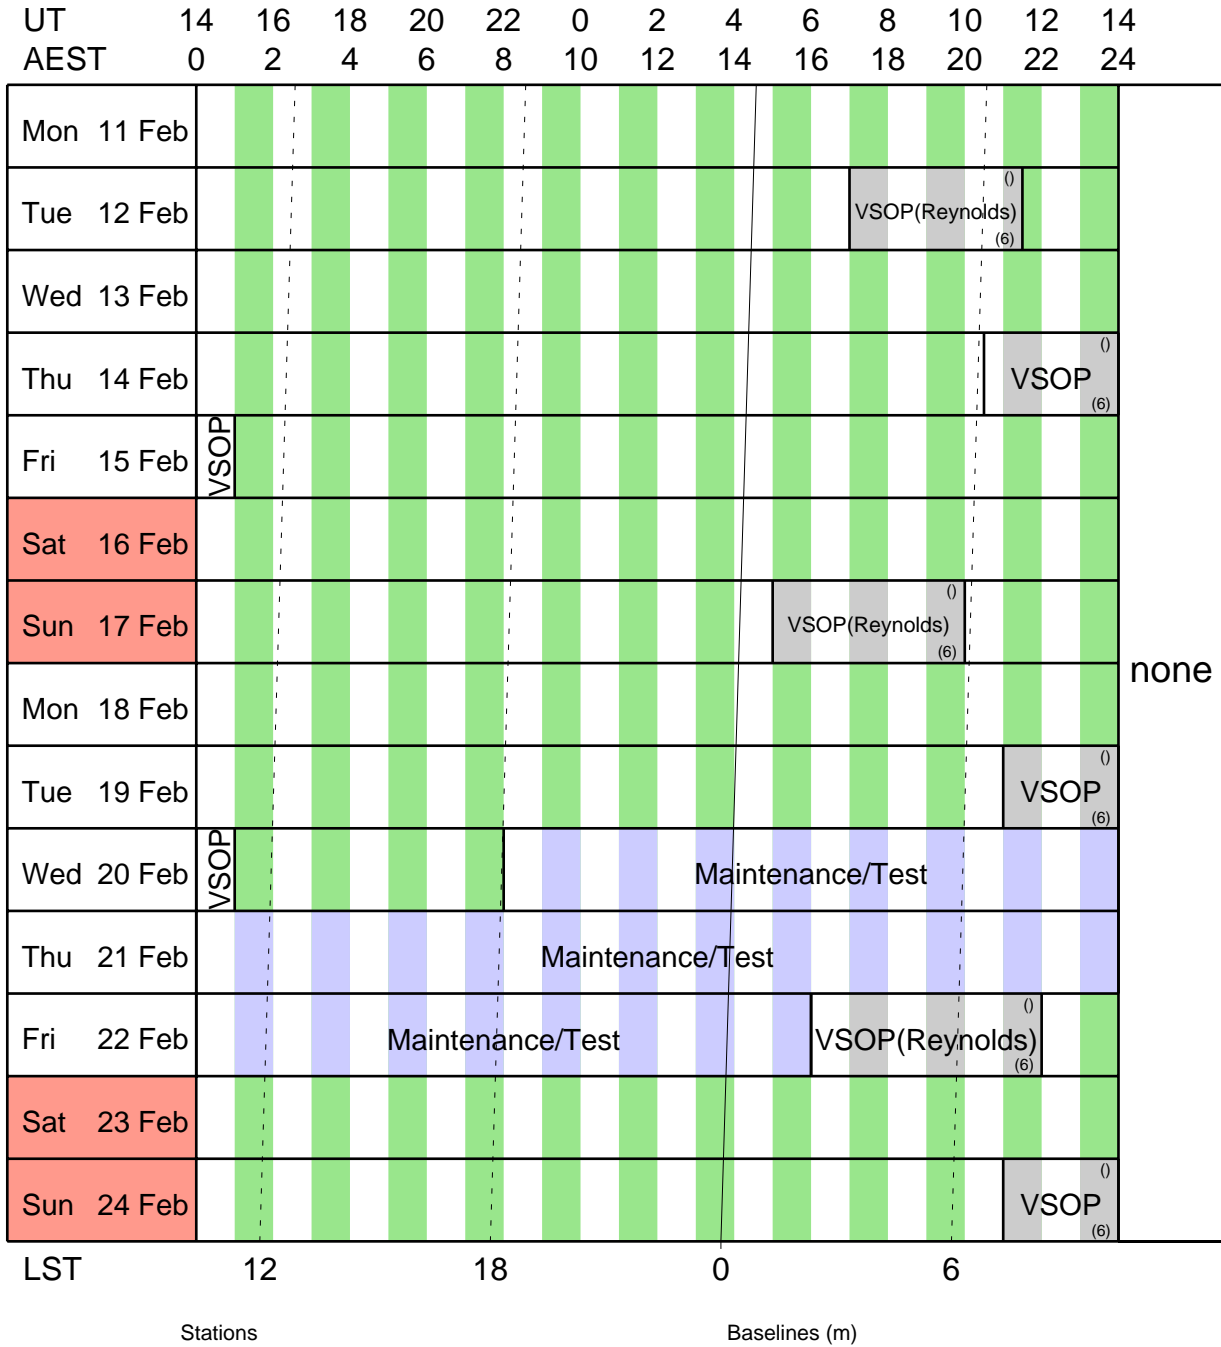 UT 14 16 18 20 22 0 2 4 6 8 10 12 14
AEST 0 2 4 6 8 10 12 14 16 18 20 22 24
Mon 11 Feb
()
Tue 12 Feb VSOP(Reynolds)
(6)
Wed 13 Feb
()
Thu 14 Feb VSOP
(6)
Fri 15 Feb VSOP
Sat 16 Feb
()
Sun 17 Feb VSOP(Reynolds)
(6)
none
Mon 18 Feb
()
Tue 19 Feb VSOP
(6)
Wed 20 Feb VSOP Maintenance/Test
Thu 21 Feb Maintenance/Test
()
Fri 22 Feb Maintenance/Test VSOP(Reynolds)
(6)
Sat 23 Feb
()
Sun 24 Feb VSOP
(6)
LST 12 18 0 6
Stations Baselines (m)